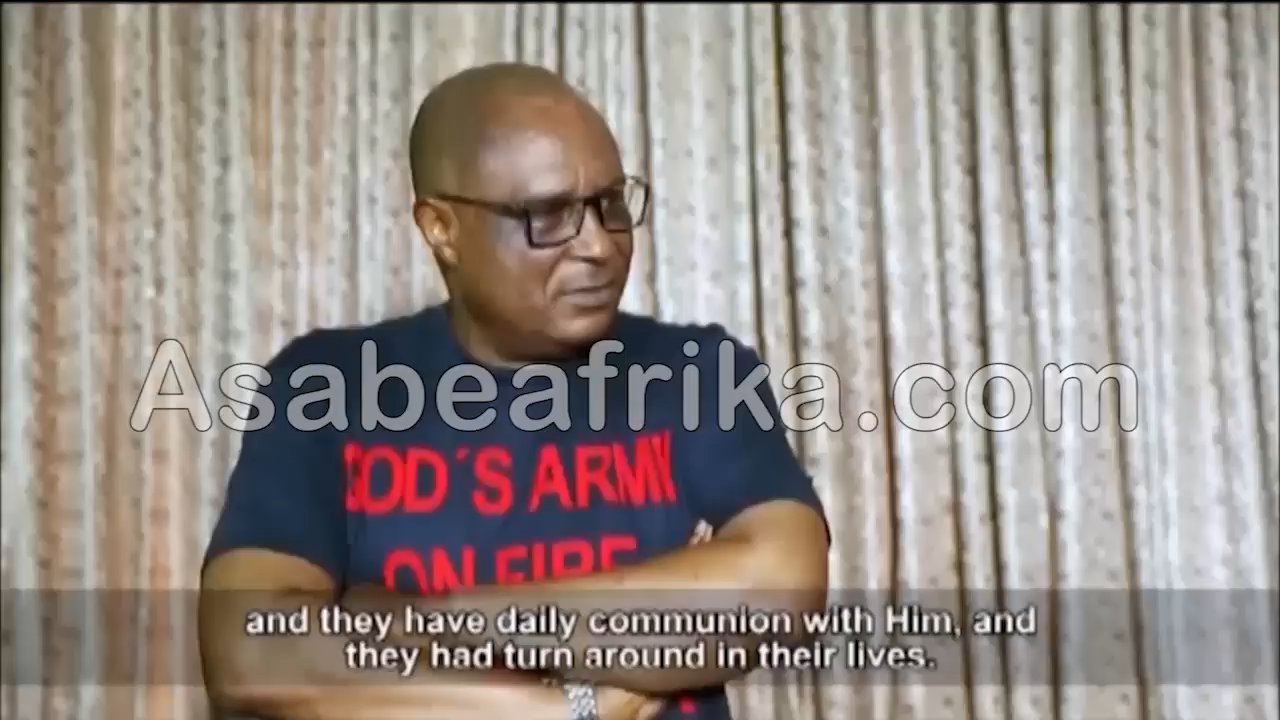 Asabeafrika.com
GOD´S ARMY
ON FIRE
and they have daily communion with Him, and
they had turn around in their lives.